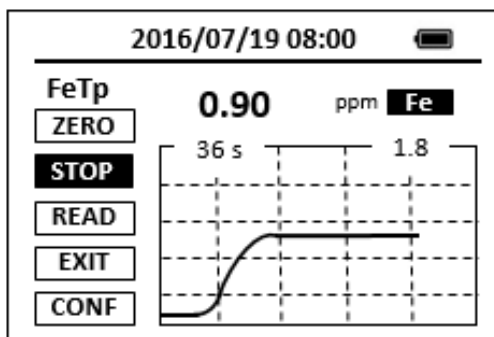 2016/07/19 08:00
FeTp
0.90 ppm Fe
ZERO
36 s 1.8
STOP
READ
EXIT
CONF